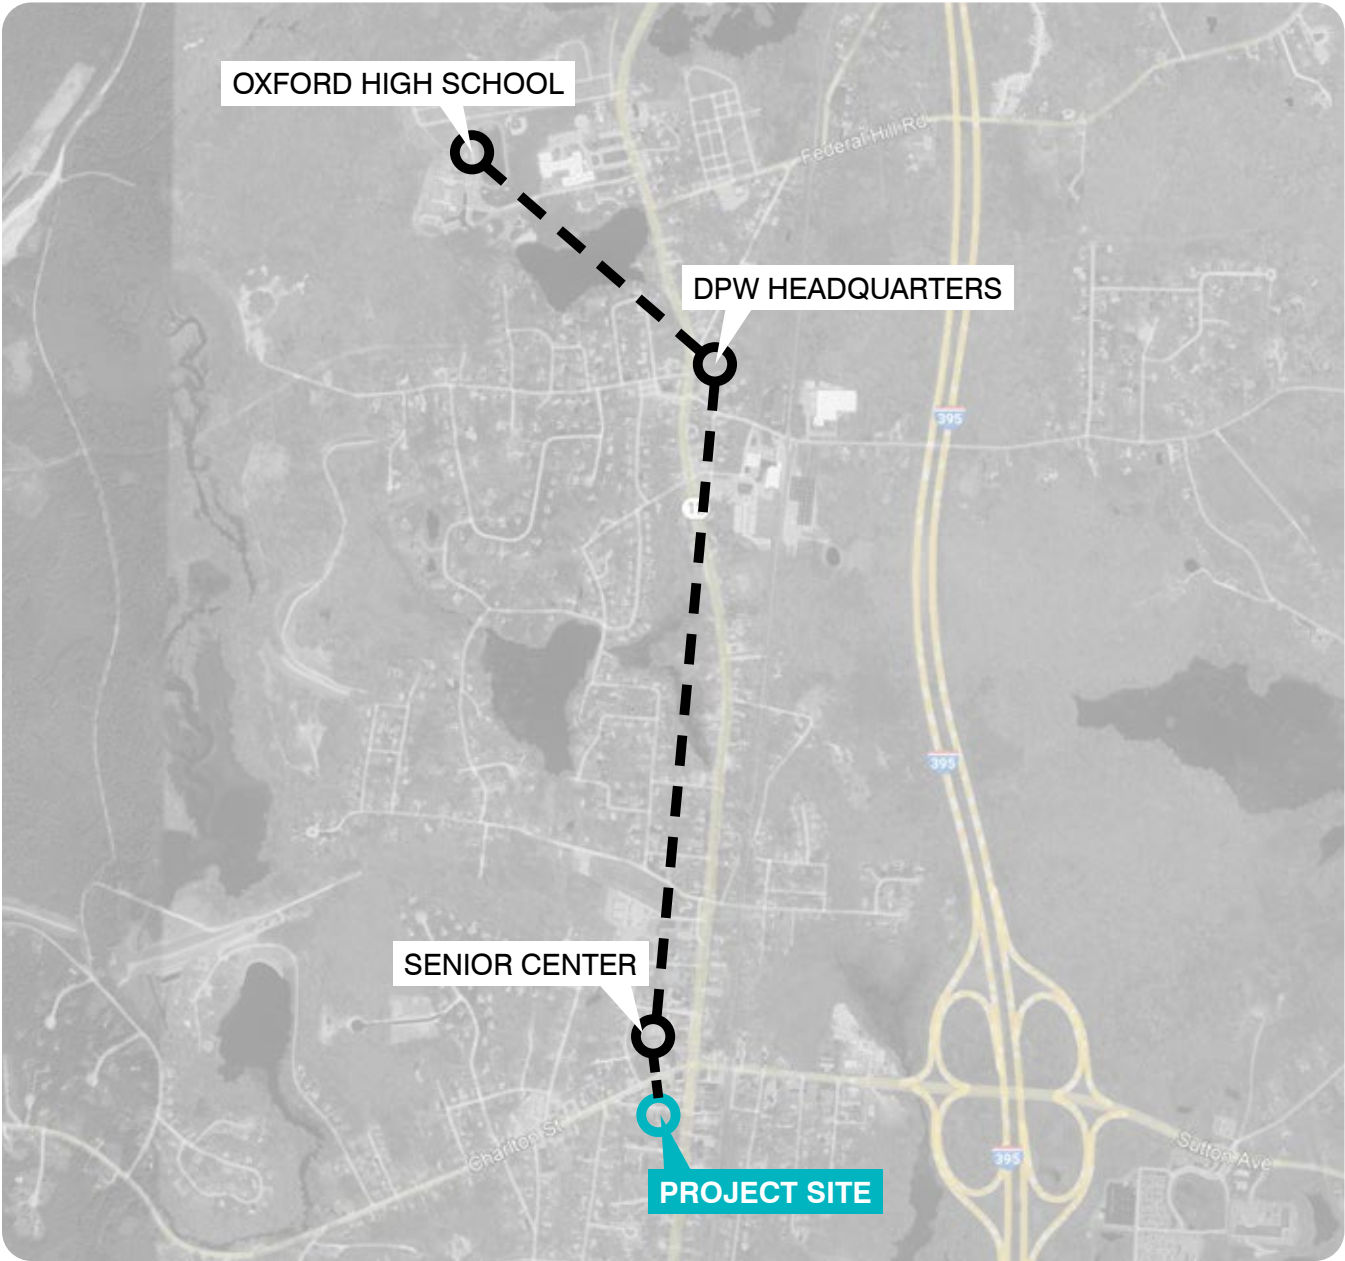 OXFORD HIGH SCHOOL
Federal Hill Rd
DPW HEADQUARTERS
395
395
SENIOR CENTER
Charlton St
Sutton Ave
395
PROJECT SITE